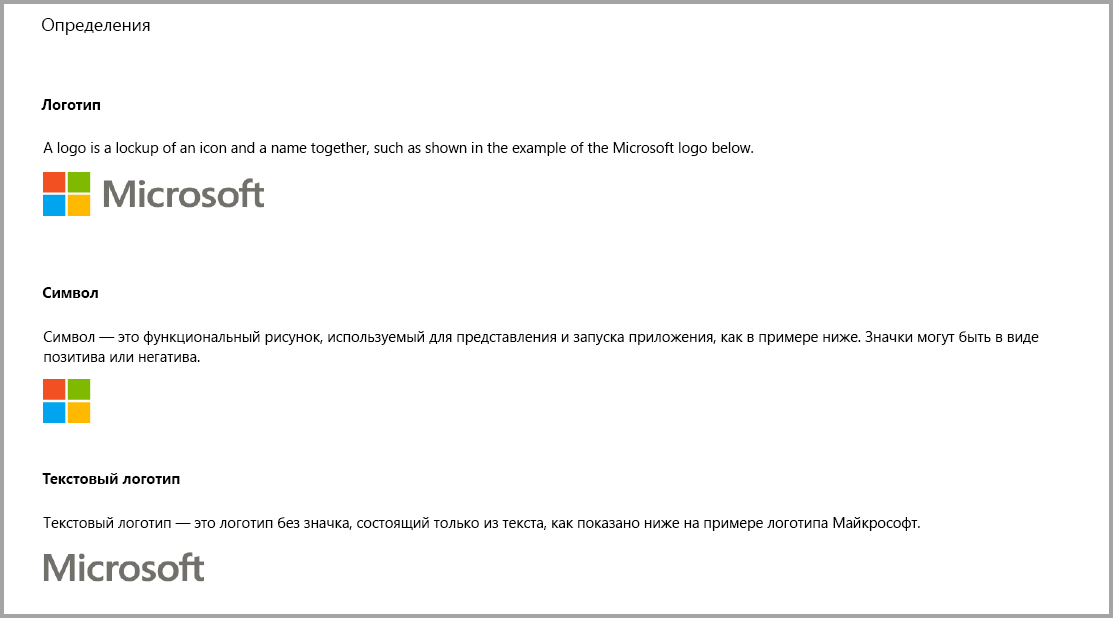 Определения
Логотип
A logo is a lockup of an icon and a name together, such as shown in the example of the Microsoft logo below.
Microsoft
Символ
Символ — это функциональный рисунок, используемый для представления и запуска приложения, как в примере ниже. Значки могут быть в виде
позитива или негатива.
Текстовый логотип
Текстовый логотип — это логотип без значка, состоящий только из текста, как показано ниже на примере логотипа Майкрософт.
Microsoft